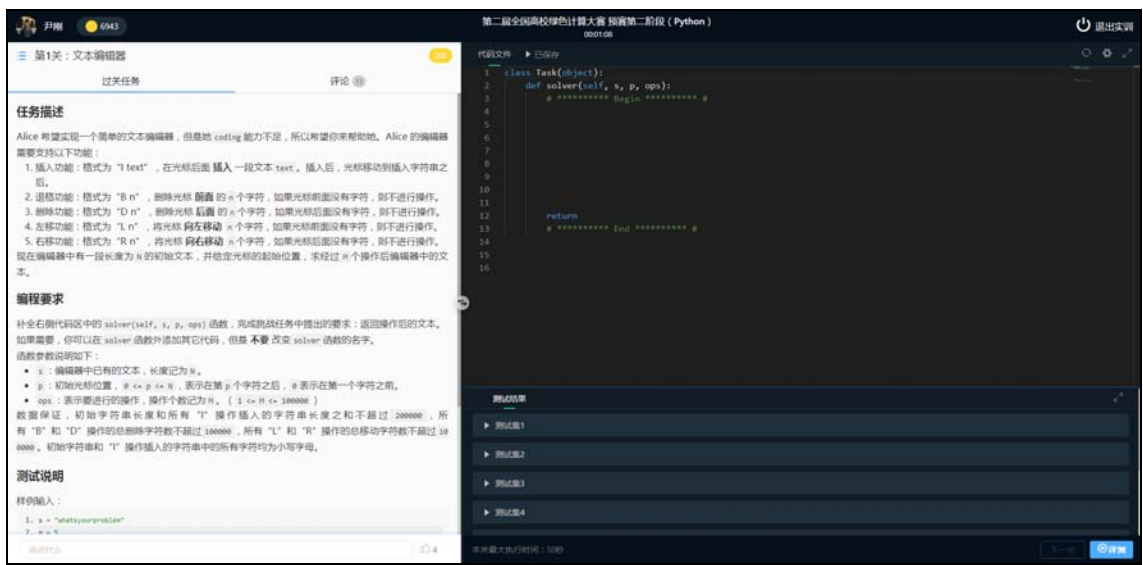 尹刚
6943
第二届全国高校绿色计算大赛 预赛第二阶段（Python）
00:01:06
退出实训
第1关：文本编辑器
过关任务
评论
任务描述
Alice 希望实现一个简单的文本编辑器，但是她 coding 能力不足，所以希望你来帮助她。Alice 的编辑器
需要支持以下功能：
1. 插入功能：格式为 "I text"，在光标后面 插入 一段文本 text。插入后，光标移动到插入字符串之
后。
2. 退格功能：格式为 "B n"，删除光标 前面 的 n 个字符，如果光标前面没有字符，则不进行操作。
3. 删除功能：格式为 "D n"，删除光标 后面 的 n 个字符，如果光标后面没有字符，则不进行操作。
4. 左移功能：格式为 "L n"，将光标 向左移动 n 个字符，如果光标前面没有字符，则不进行操作。
5. 右移功能：格式为 "R n"，将光标 向右移动 n 个字符，如果光标后面没有字符，则不进行操作。
现在编辑器中有一段长度为 N 的初始文本，并给定光标的起始位置，求经过 M 个操作后编辑器中的文
本。
编程要求
补全右侧代码区中的 solver(self, s, p, ops) 函数，完成挑战任务中提出的要求：返回操作后的文本。
如果需要，你可以在 solver 函数外添加其它代码，但是 不要 改变 solver 函数的名字。
函数参数说明如下：
• s：编辑器中已有的文本，长度记为 N。
• p：初始光标位置，0 <= p <= N，表示在第 p 个字符之后，0 表示在第一个字符之前。
• ops：表示要进行的操作，操作个数记为 M。（ 1 <= M <= 100000 ）
数据保证，初始字符串长度和所有 "I" 操作插入的字符串长度之和不超过 200000，所
有 "B" 和 "D" 操作的总删除字符数不超过 100000，所有 "L" 和 "R" 操作的总移动字符数不超过 10
0000。初始字符串和 "I" 操作插入的字符串中的所有字符均为小写字母。
测试说明
样例输入：
1. s = "whatsyourproblem"
2. p = 5
说点什么
4
代码文件
已保存
1 class Task(object):
2 def solver(self, s, p, ops):
3 # ********** Begin ********** #
4
5
6
7
8
9
10
11
12 return
13 # ********** End ********** #
14
15
16
测试结果
测试集1
测试集2
测试集3
测试集4
本关最大执行时间：50秒
下一关
评测